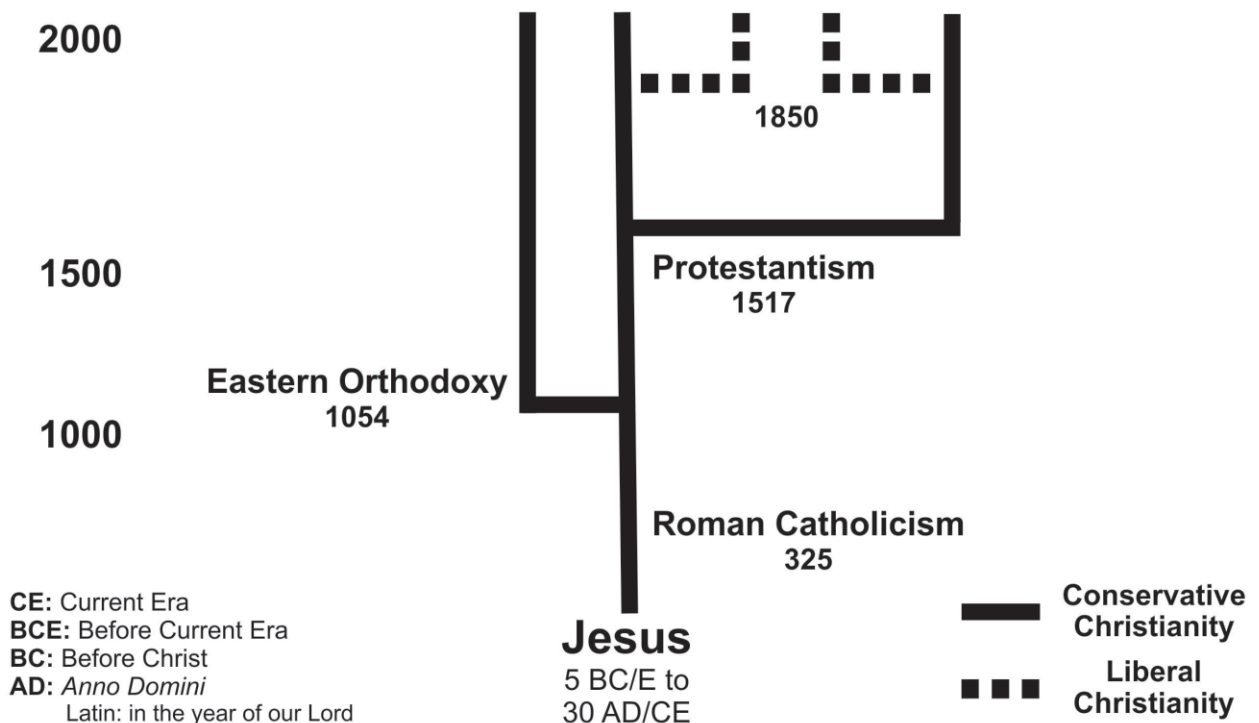 2000
1850
1500
Protestantism
1517
Eastern Orthodoxy
1054
1000
Roman Catholicism
325
CE: Current Era
BCE: Before Current Era
BC: Before Christ
AD: Anno Domini
Latin: in the year of our Lord
Jesus
5 BC/E to
30 AD/CE
Conservative
Christianity
Liberal
Christianity